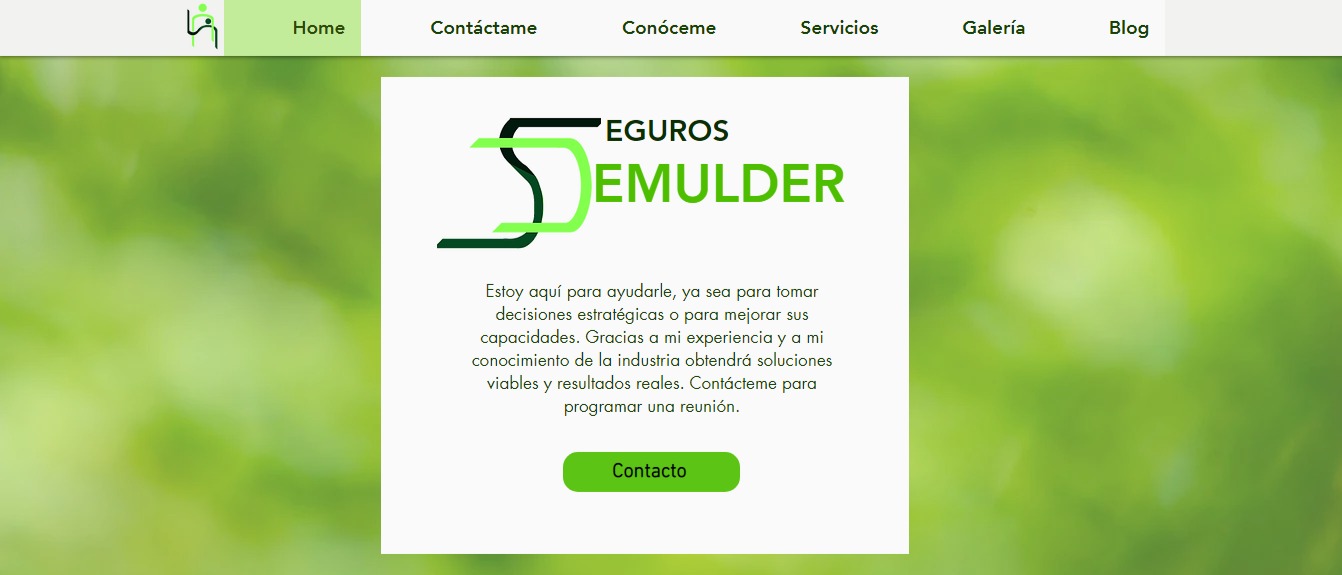 Home Contáctame Conóceme Servicios Galería Blog
SEGUROS
DEMULDER
Estoy aquí para ayudarle, ya sea para tomar
decisiones estratégicas o para mejorar sus
capacidades. Gracias a mi experiencia y a mi
conocimiento de la industria obtendrá soluciones
viables y resultados reales. Contácteme para
programar una reunión.
Contacto